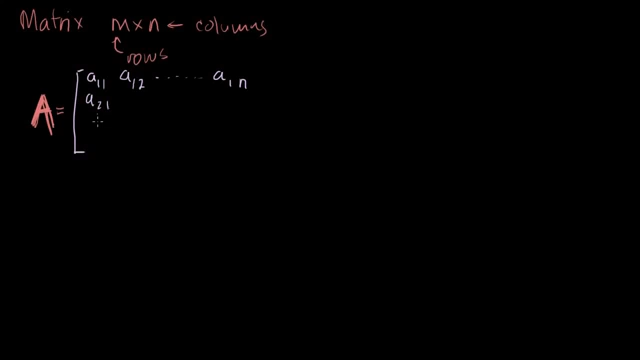 Matrix m×n ← columns
rows
A = [ a11 a12 ....... a1n
a21